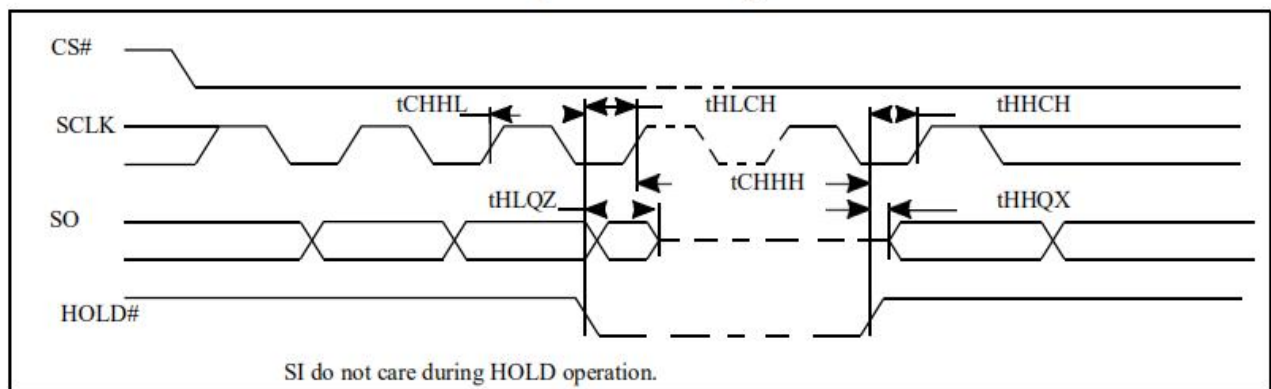 CS#
tCHHL
tHLCH
tHHCH
SCLK
tCHHH
tHLQZ
tHHQX
SO
HOLD#
SI do not care during HOLD operation.